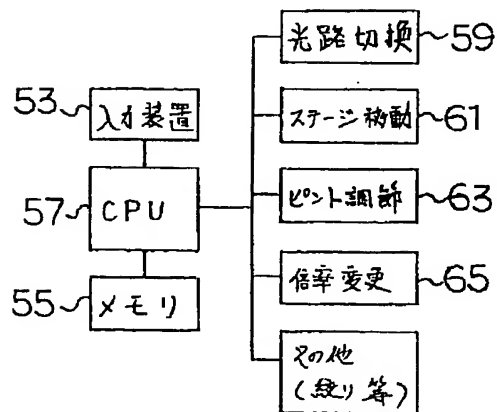 光路切換 59
53 入力装置
ステージ移動 61
57 CPU
ピント調節 63
55 メモリ
倍率変更 65
その他
(絞り等)